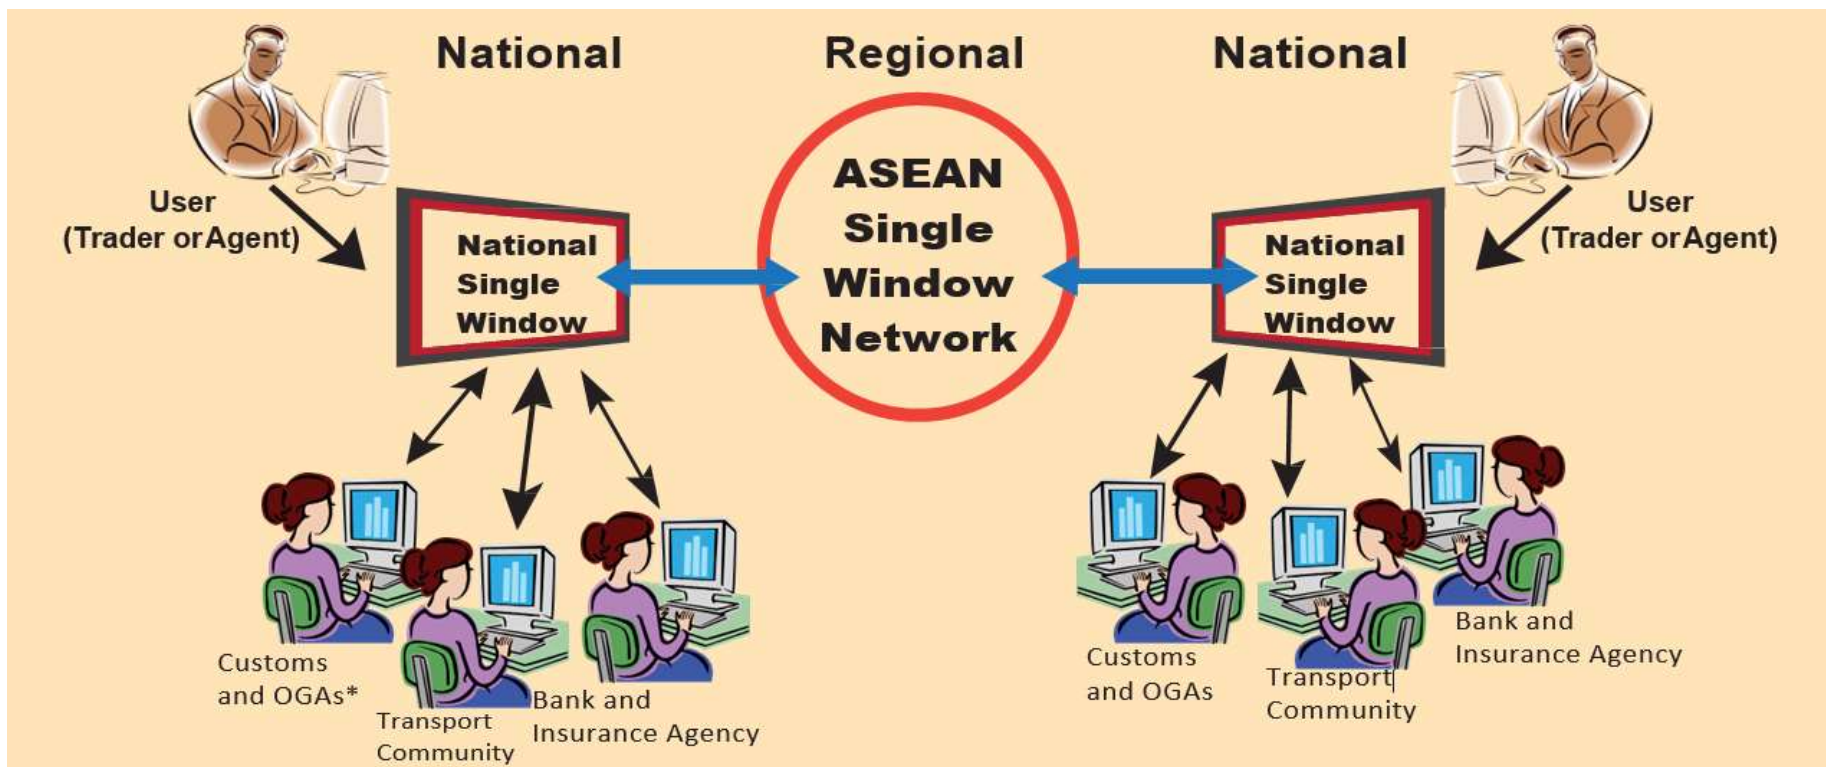 National
Regional
National
User
(Trader or Agent)
National
Single
Window
ASEAN
Single
Window
Network
National
Single
Window
User
(Trader or Agent)
Customs
and OGAs*
Transport
Community
Bank and
Insurance Agency
Customs
and OGAs
Transport
Community
Bank and
Insurance Agency